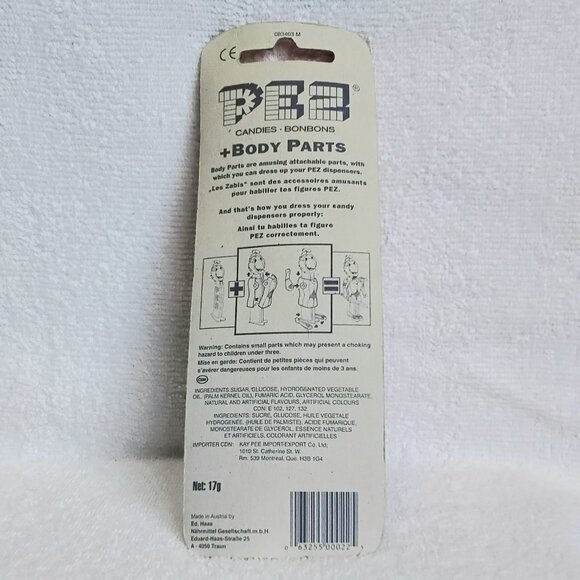 083403 M
CE
PEZ®
CANDIES · BONBONS
+BODY PARTS
Body Parts are amusing attachable parts, with
which you can dress up your PEZ dispensers.
„Les Zabis" sont des accessoires amusants
pour habiller tes figures PEZ.
And that's how you dress your candy
dispensers properly:
Ainsi tu habilles ta figure
PEZ correctement.
+
=
Warning: Contains small parts which may present a choking
hazard to children under three.
Mise en garde: Contient de petites pièces qui peuvent
s'avérer dangereuses pour les enfants de moins de 3 ans.
CDN
INGREDIENTS:SUGAR, GLUCOSE, HYDROGENATED VEGETABLE
OIL, (PALM KERNEL OIL), FUMARIC ACID, GLYCEROL MONOSTEARATE,
NATURAL AND ARTIFICIAL FLAVOURS, ARTIFICIAL COLOURS
CON: E 102, 127, 132
INGREDIENTS: SUCRE, GLUCOSE, HUILE VEGETALE
HYDROGENÉE, (HUILE DE PALMISTE), ACIDE FUMARIQUE,
MONOSTEARATE DE GLYCEROL, ESSENCE NATURELS
ET ARTIFICIELS, COLORANT ARTIFICIELLES
IMPORTER CDN: KAY PEE IMPORT-EXPORT Co. Ltd;
1010 St. Catherine St. W.
Rm. 539 Montreal, Que. H3B 1G4
Net: 17g
Made in Austria by
Ed. Haas
Nährmittel Gesellschaft m.b.H.
Eduard-Haas-Straße 25
A - 4050 Traun
0 63255 00022